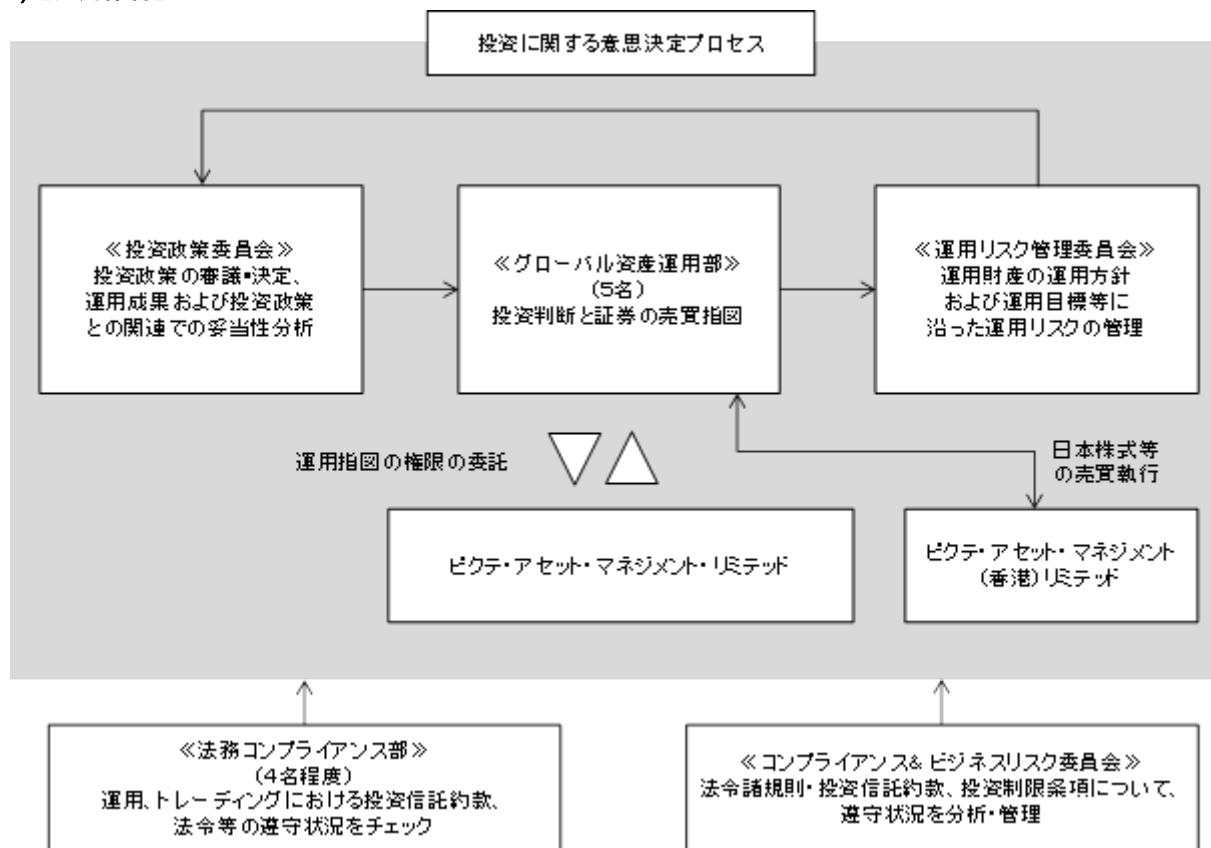 投資に関する意思決定プロセス
≪投資政策委員会≫
投資政策の審議・決定、
運用成果および投資政策
との関連での妥当性分析
≪グローバル資産運用部≫
(5名)
投資判断と証券の売買指図
≪運用リスク管理委員会≫
運用財産の運用方針
および運用目標等に
沿った運用リスクの管理
運用指図の権限の委託
日本株式等
の売買執行
ピクテ・アセット・マネジメント・リミテッド
ピクテ・アセット・マネジメント
(香港)リミテッド
≪法務コンプライアンス部≫
(4名程度)
運用、トレーディングにおける投資信託約款、
法令等の遵守状況をチェック
≪コンプライアンス&ビジネスリスク委員会≫
法令諸規則・投資信託約款、投資制限条項について、
遵守状況を分析・管理